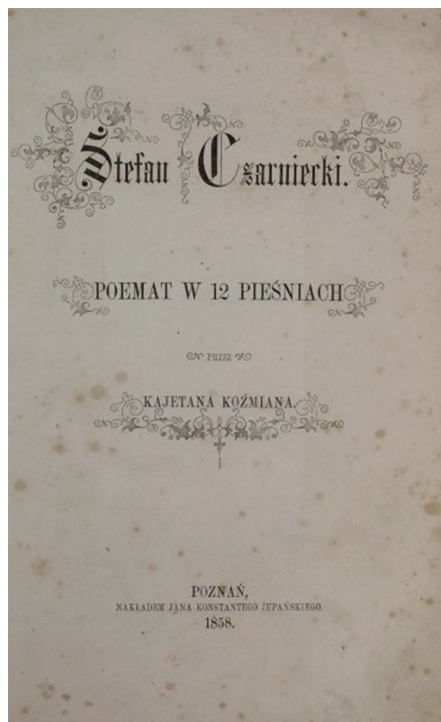 Stefan Czarniecki.
POEMAT W 12 PIEŚNIACH
PRZEZ
KAJETANA KOŹMIANA.
POZNAŃ,
NAKŁADEM JANA KONSTANTEGO ŻUPAŃSKIEGO.
1858.